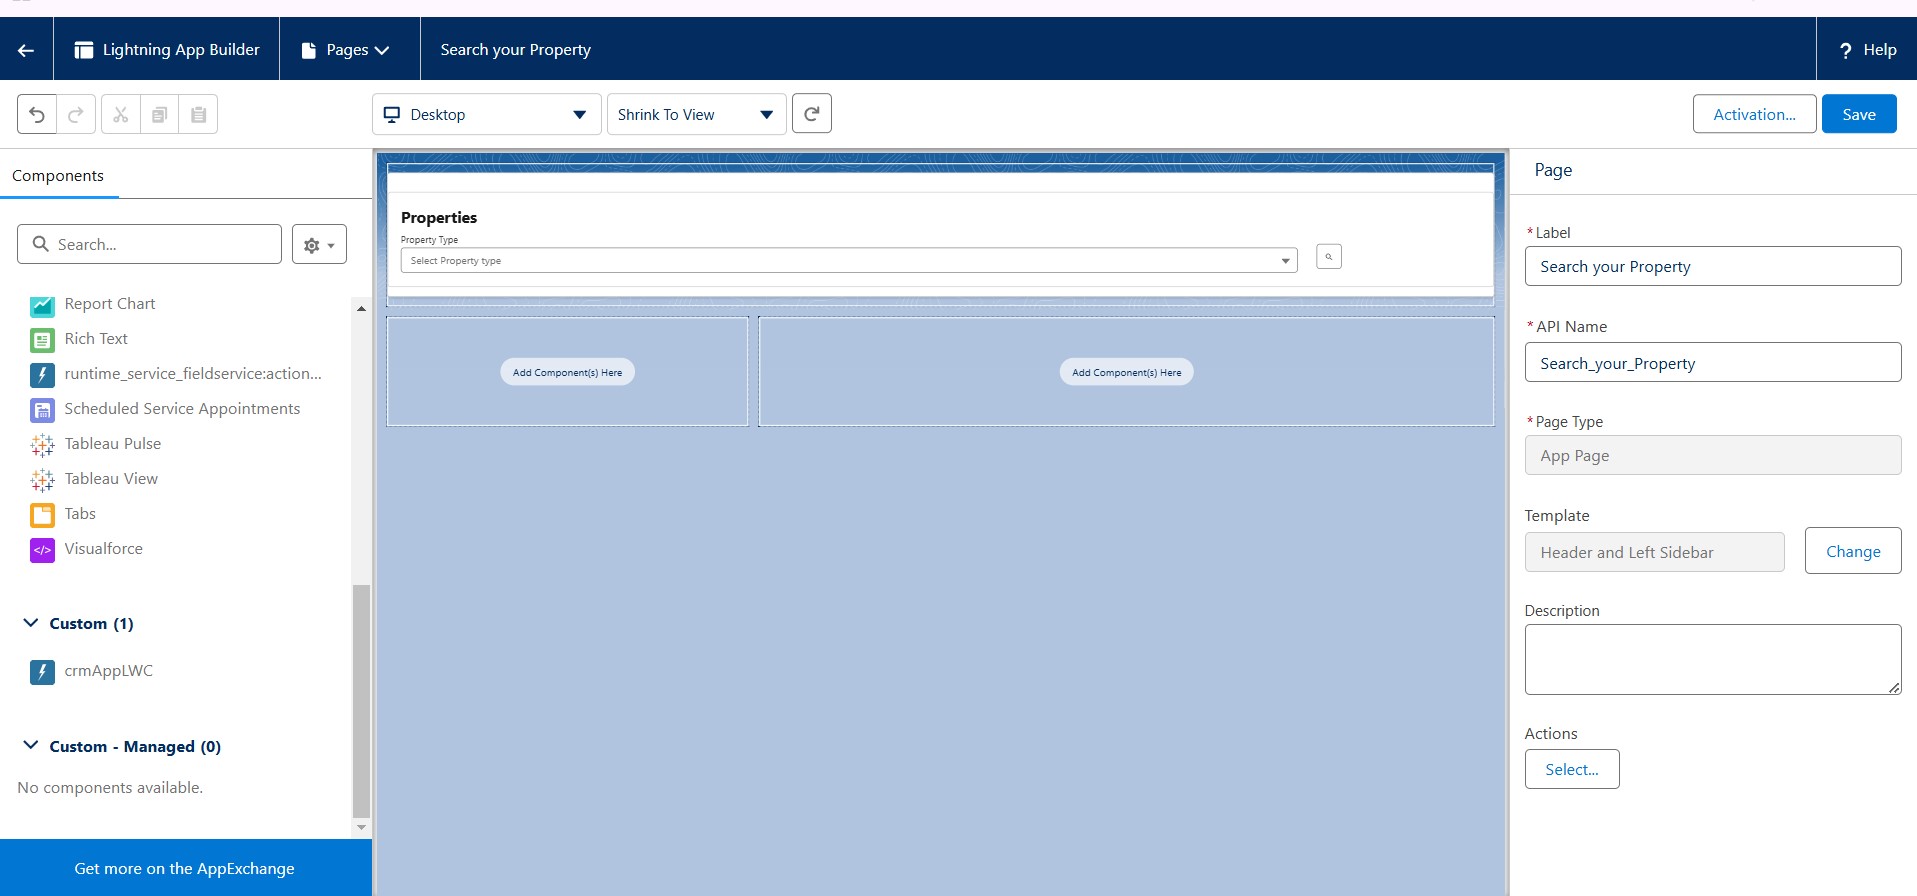 Lightning App Builder
Pages
Search your Property
? Help
Desktop
Shrink To View
Activation...
Save
Components
Search...
Report Chart
Rich Text
runtime_service_fieldservice:action...
Scheduled Service Appointments
Tableau Pulse
Tableau View
Tabs
Visualforce
Custom (1)
crmAppLWC
Custom - Managed (0)
No components available.
Get more on the AppExchange
Properties
Property Type
Select Property type
Add Component(s) Here
Add Component(s) Here
Page
*Label
Search your Property
*API Name
Search_your_Property
*Page Type
App Page
Template
Header and Left Sidebar
Change
Description
Actions
Select...